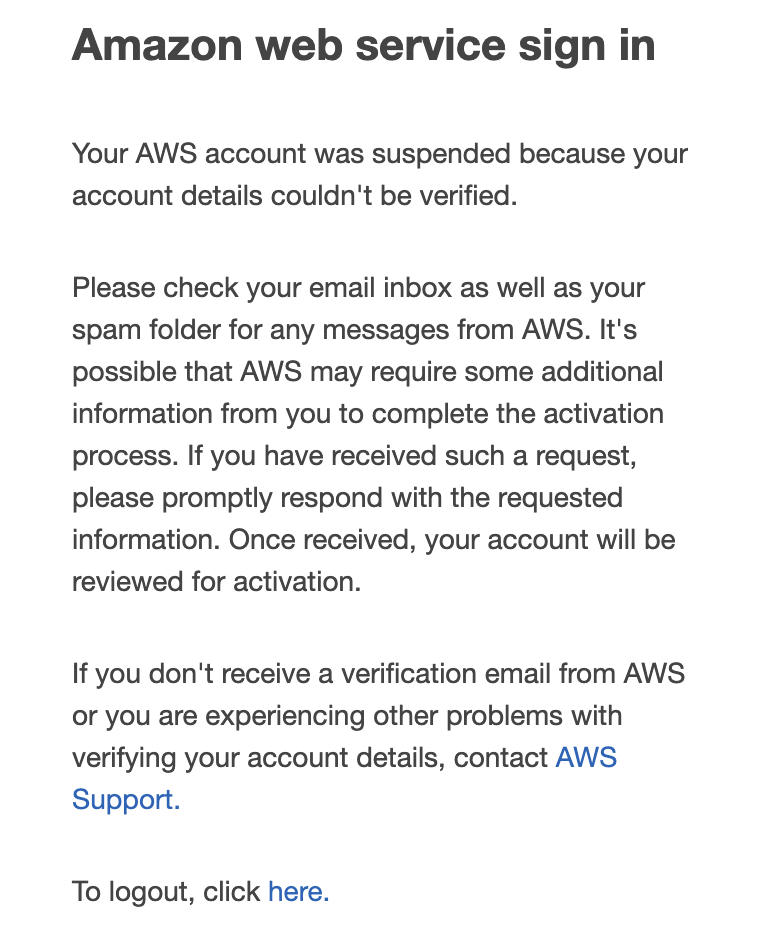 Amazon web service sign in
Your AWS account was suspended because your
account details couldn't be verified.
Please check your email inbox as well as your
spam folder for any messages from AWS. It's
possible that AWS may require some additional
information from you to complete the activation
process. If you have received such a request,
please promptly respond with the requested
information. Once received, your account will be
reviewed for activation.
If you don't receive a verification email from AWS
or you are experiencing other problems with
verifying your account details, contact AWS
Support.
To logout, click here.